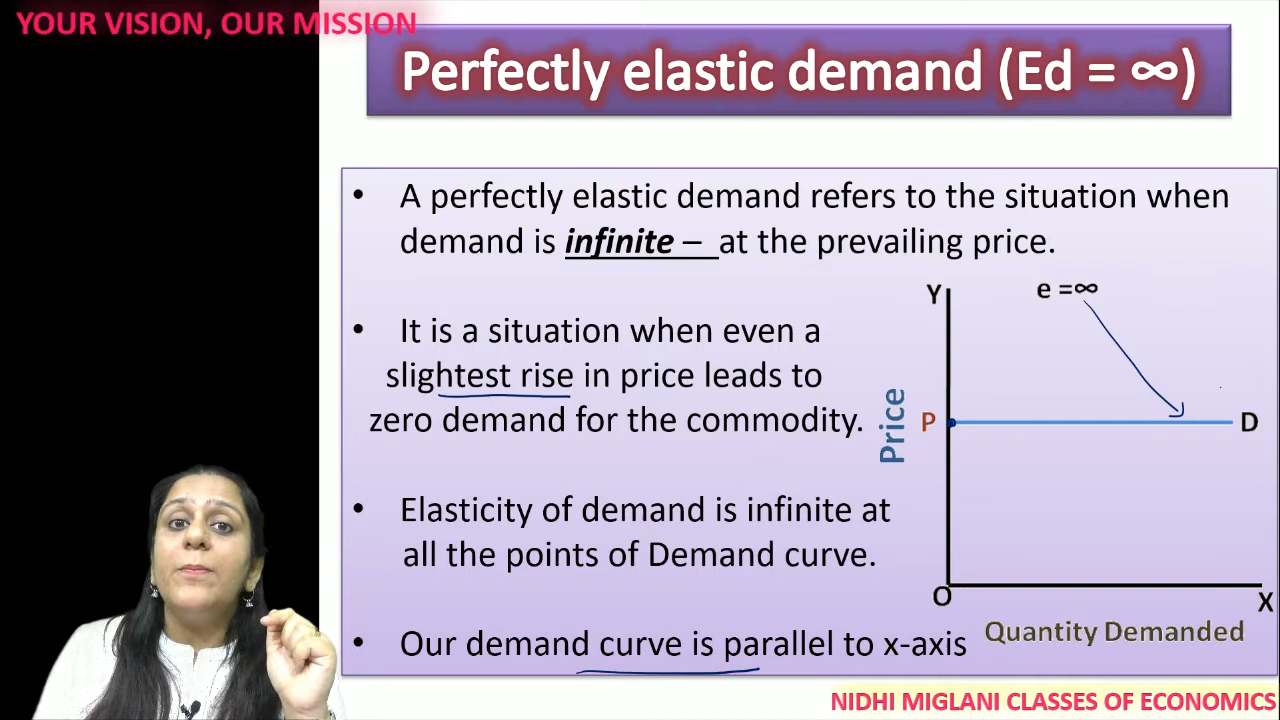 YOUR VISION, OUR MISSION
Perfectly elastic demand (Ed = ∞)
• A perfectly elastic demand refers to the situation when
demand is infinite – at the prevailing price.
• It is a situation when even a
slightest rise in price leads to
zero demand for the commodity.
• Elasticity of demand is infinite at
all the points of Demand curve.
• Our demand curve is parallel to x-axis
Y
e =∞
Price
P
D
O
X
Quantity Demanded
NIDHI MIGLANI CLASSES OF ECONOMICS